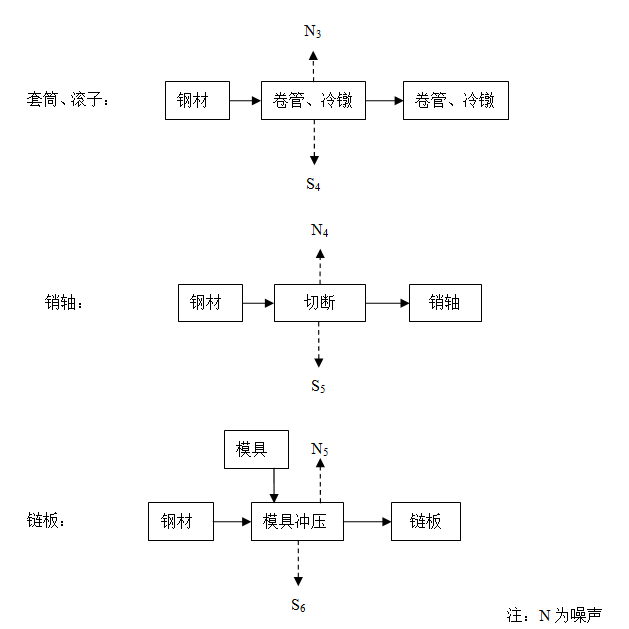 N3
套筒、滚子：
钢材
卷管、冷镦
卷管、冷镦
S4
N4
销轴：
钢材
切断
销轴
S5
模具
N5
链板：
钢材
模具冲压
链板
S6
注：N 为噪声